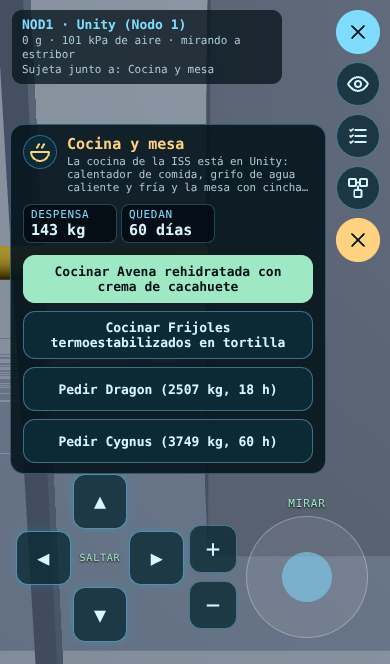 NOD1 · Unity (Nodo 1)
0 g · 101 kPa de aire · mirando a
estribor
Sujeta junto a: Cocina y mesa
Cocina y mesa
La cocina de la ISS está en Unity:
calentador de comida, grifo de agua
caliente y fría y la mesa con cincha…
DESPENSA
143 kg
QUEDAN
60 días
Cocinar Avena rehidratada con
crema de cacahuete
Cocinar Frijoles
termoestabilizados en tortilla
Pedir Dragon (2507 kg, 18 h)
Pedir Cygnus (3749 kg, 60 h)
MIRAR
SALTAR